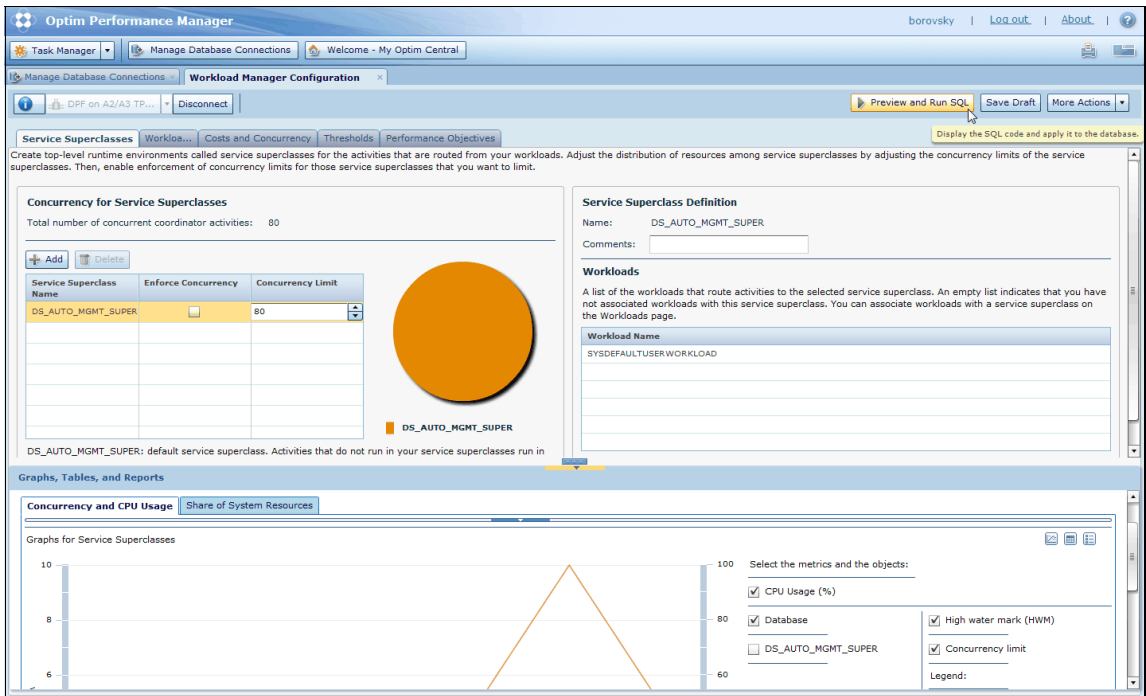 Optim Performance Manager
borovsky | Log out | About | ?
Task Manager
Manage Database Connections
Welcome - My Optim Central
Manage Database Connections ×
Workload Manager Configuration ×
DPF on A2/A3 TP...
Disconnect
Preview and Run SQL
Save Draft
More Actions
Display the SQL code and apply it to the database.
Service Superclasses
Workloa...
Costs and Concurrency
Thresholds
Performance Objectives
Create top-level runtime environments called service superclasses for the activities that are routed from your workloads. Adjust the distribution of resources among service superclasses by adjusting the concurrency limits of the service
superclasses. Then, enable enforcement of concurrency limits for those service superclasses that you want to limit.
Concurrency for Service Superclasses
Total number of concurrent coordinator activities: 80
Add
Delete
Service Superclass
Name
Enforce Concurrency
Concurrency Limit
DS_AUTO_MGMT_SUPER
80
DS_AUTO_MGMT_SUPER
DS_AUTO_MGMT_SUPER: default service superclass. Activities that do not run in your service superclasses run in
Service Superclass Definition
Name: DS_AUTO_MGMT_SUPER
Comments:
Workloads
A list of the workloads that route activities to the selected service superclass. An empty list indicates that you have
not associated workloads with this service superclass. You can associate workloads with a service superclass on
the Workloads page.
Workload Name
SYSDEFAULTUSERWORKLOAD
Graphs, Tables, and Reports
Concurrency and CPU Usage
Share of System Resources
Graphs for Service Superclasses
10
8
6
100
80
60
Select the metrics and the objects:
CPU Usage (%)
Database
DS_AUTO_MGMT_SUPER
High water mark (HWM)
Concurrency limit
Legend: